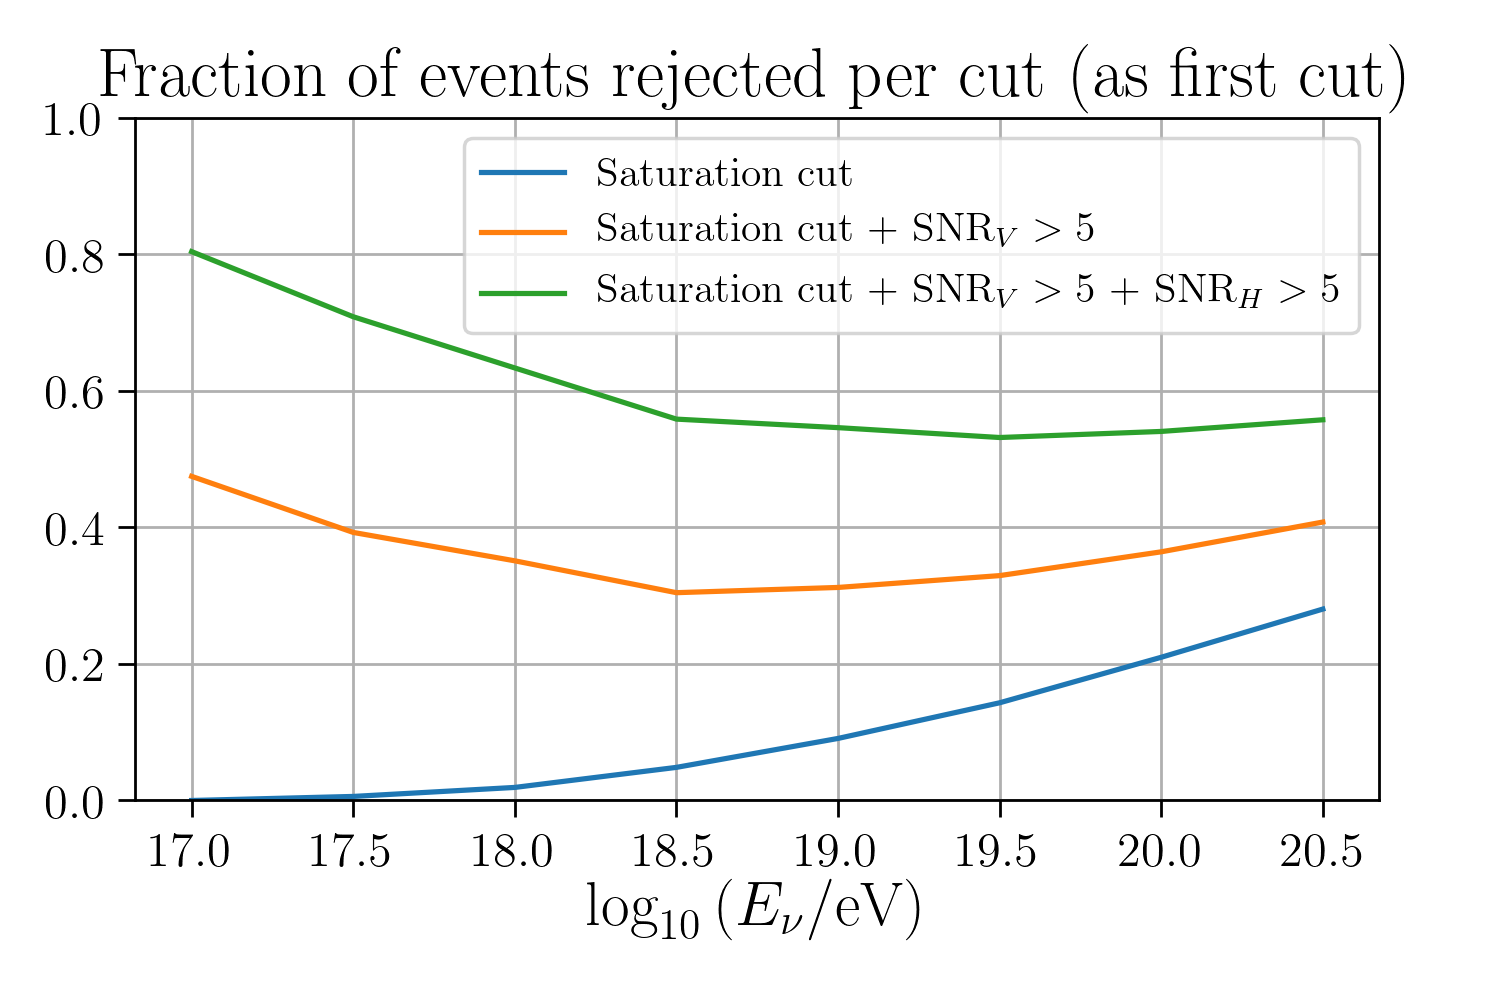 Fraction of events rejected per cut (as first cut)
1.0
0.8
0.6
0.4
0.2
0.0
Saturation cut
Saturation cut + SNR_V > 5
Saturation cut + SNR_V > 5 + SNR_H > 5
17.0 17.5 18.0 18.5 19.0 19.5 20.0 20.5
log₁₀ (E_ν/eV)